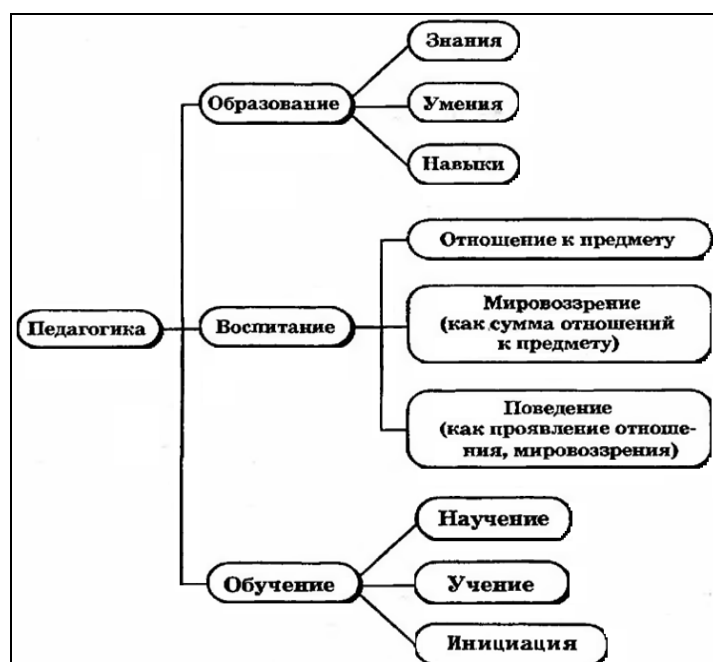 Знания
Образование
Умения
Навыки
Отношение к предмету
Педагогика
Воспитание
Мировоззрение
(как сумма отношений
к предмету)
Поведение
(как проявление отноше-
ния, мировоззрения)
Научение
Обучение
Учение
Инициация